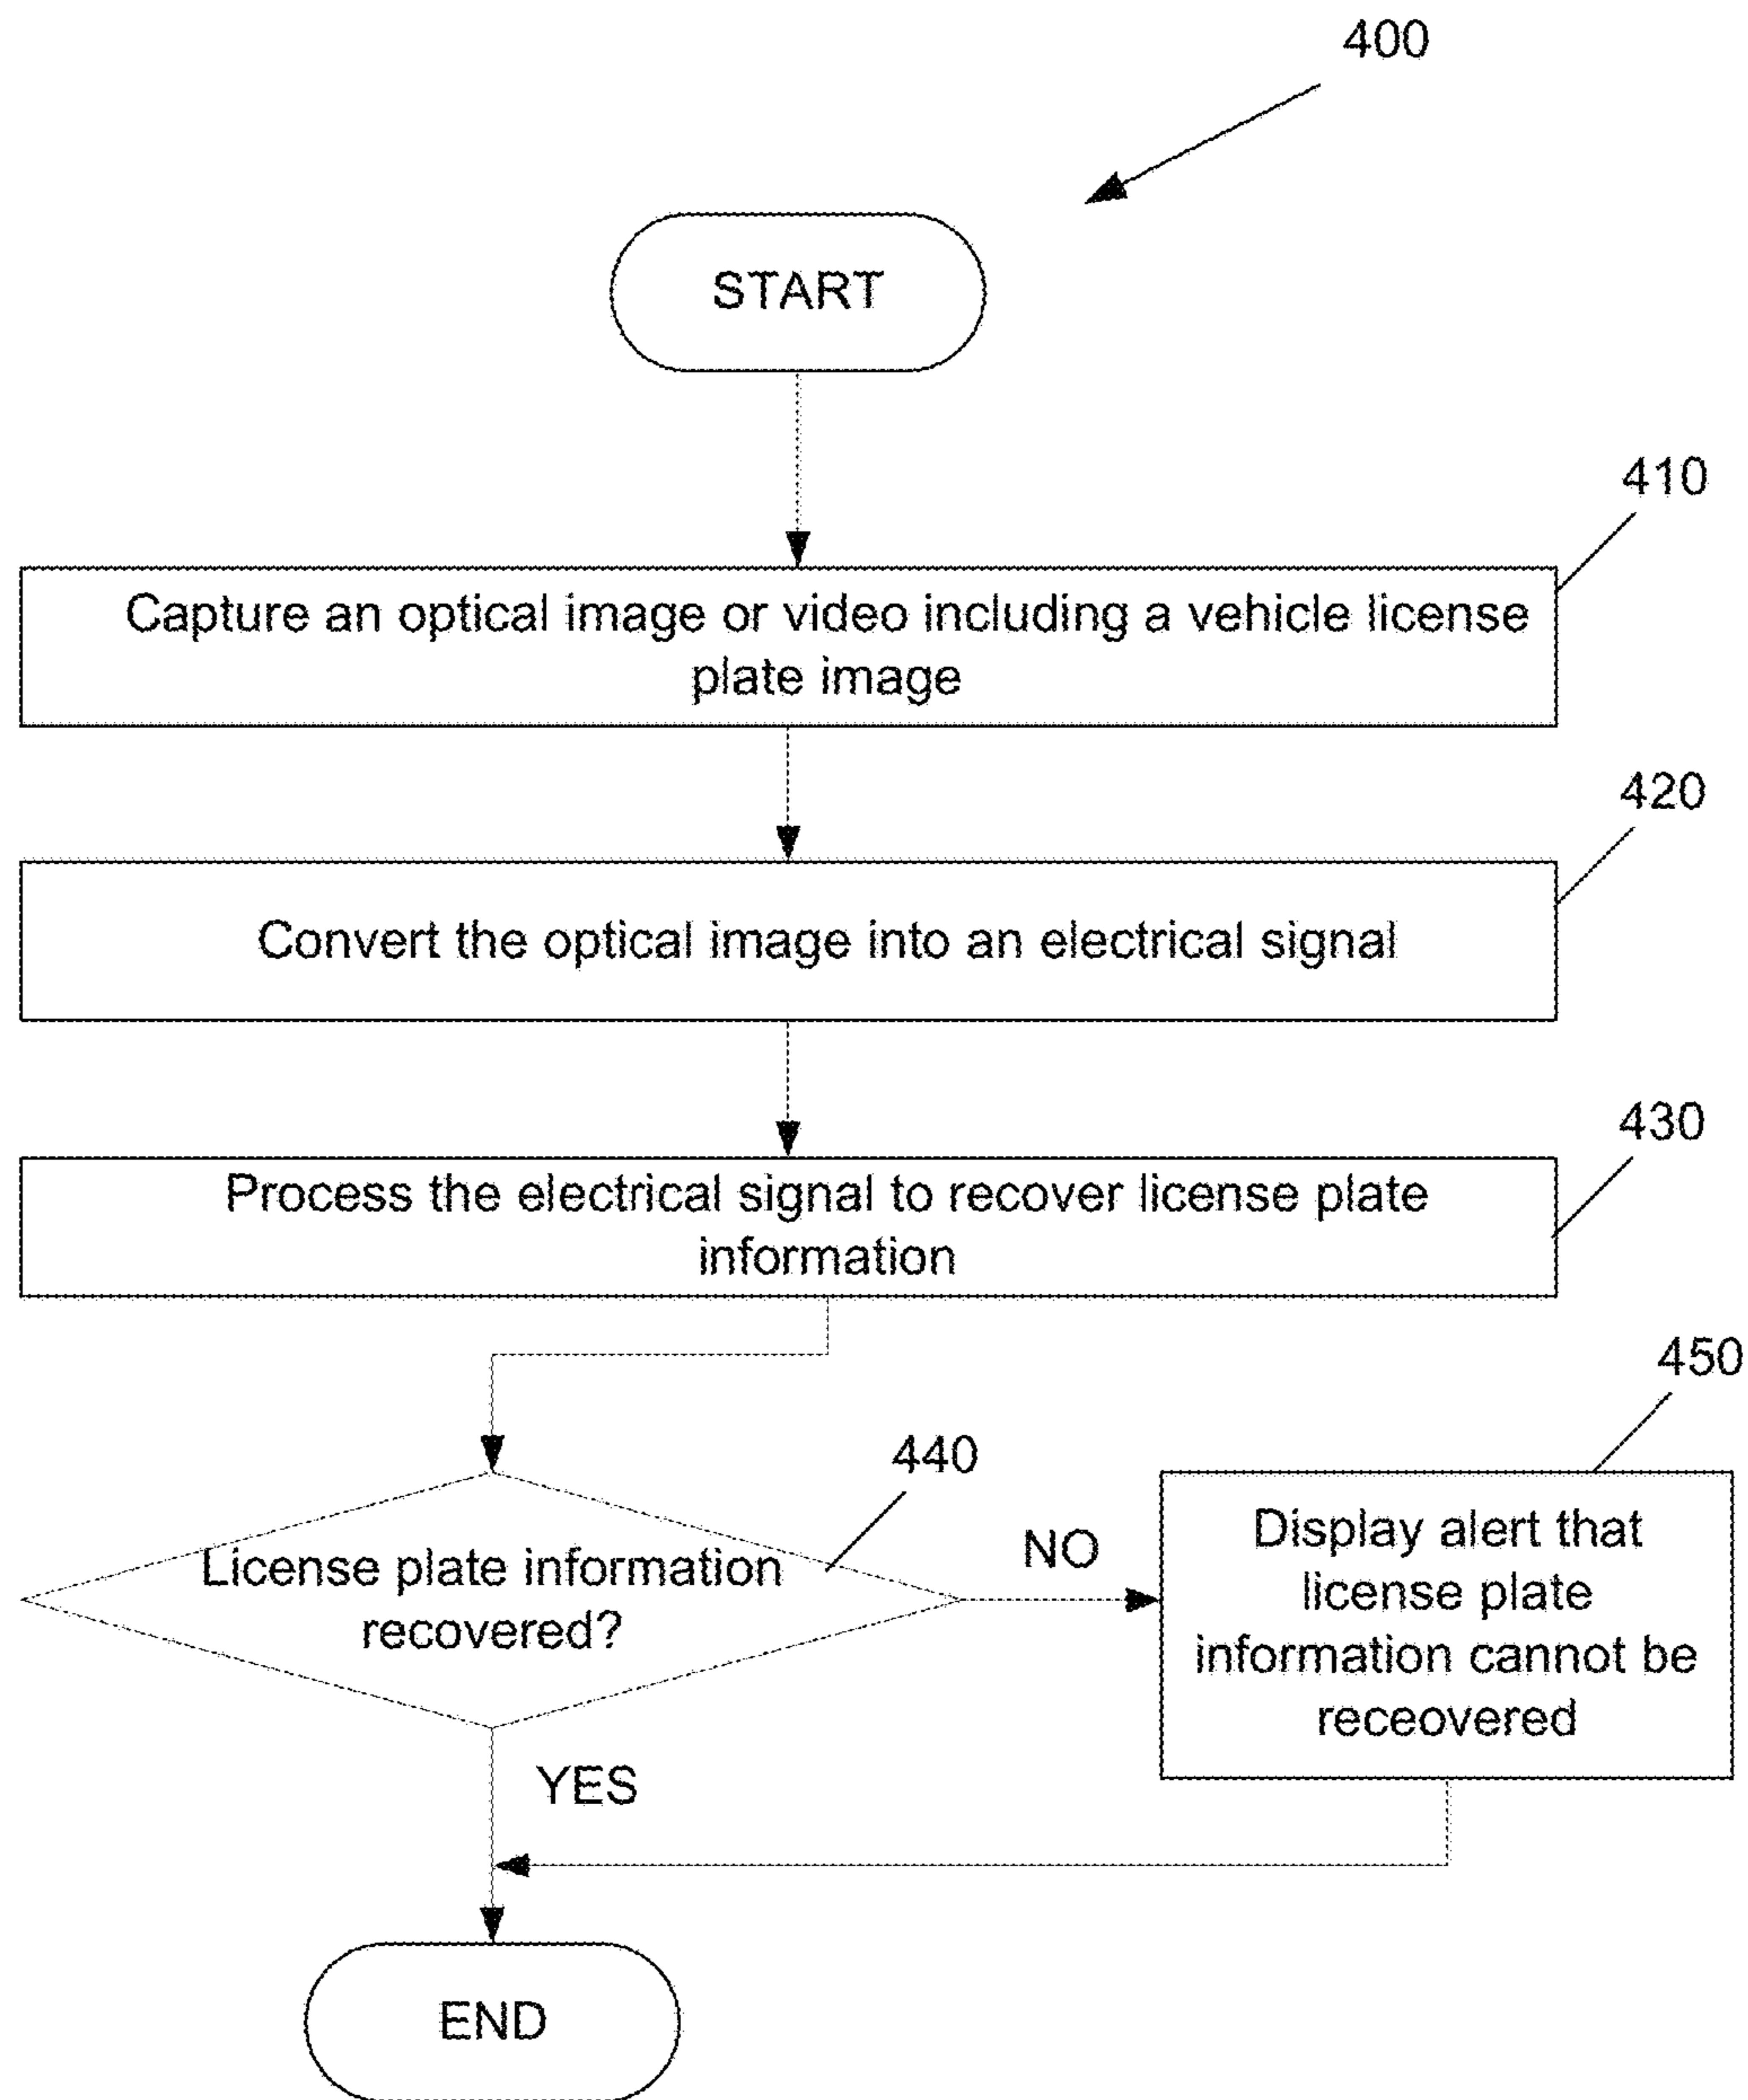 400
START
410
Capture an optical image or video including a vehicle license
plate image
420
Convert the optical image into an electrical signal
430
Process the electrical signal to recover license plate
information
450
440
License plate information
recovered?
NO
Display alert that
license plate
information cannot be
receovered
YES
END